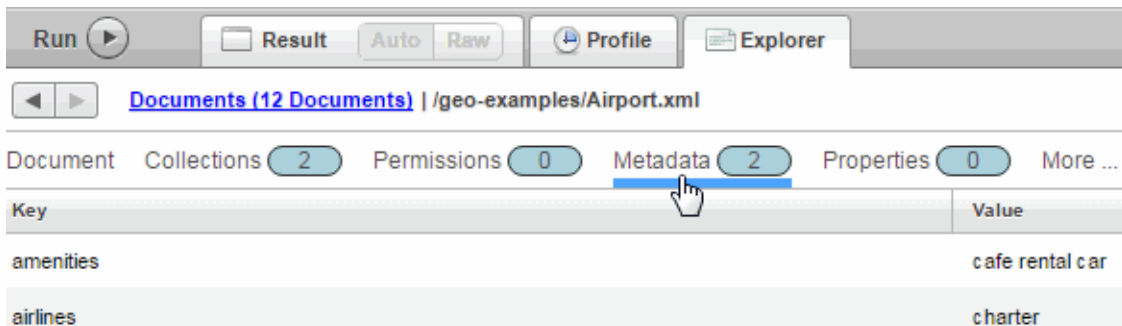 Run Result Auto Raw Profile Explorer
Documents (12 Documents) | /geo-examples/Airport.xml
Document Collections 2 Permissions 0 Metadata 2 Properties 0 More ...
Key Value
amenities cafe rental car
airlines charter